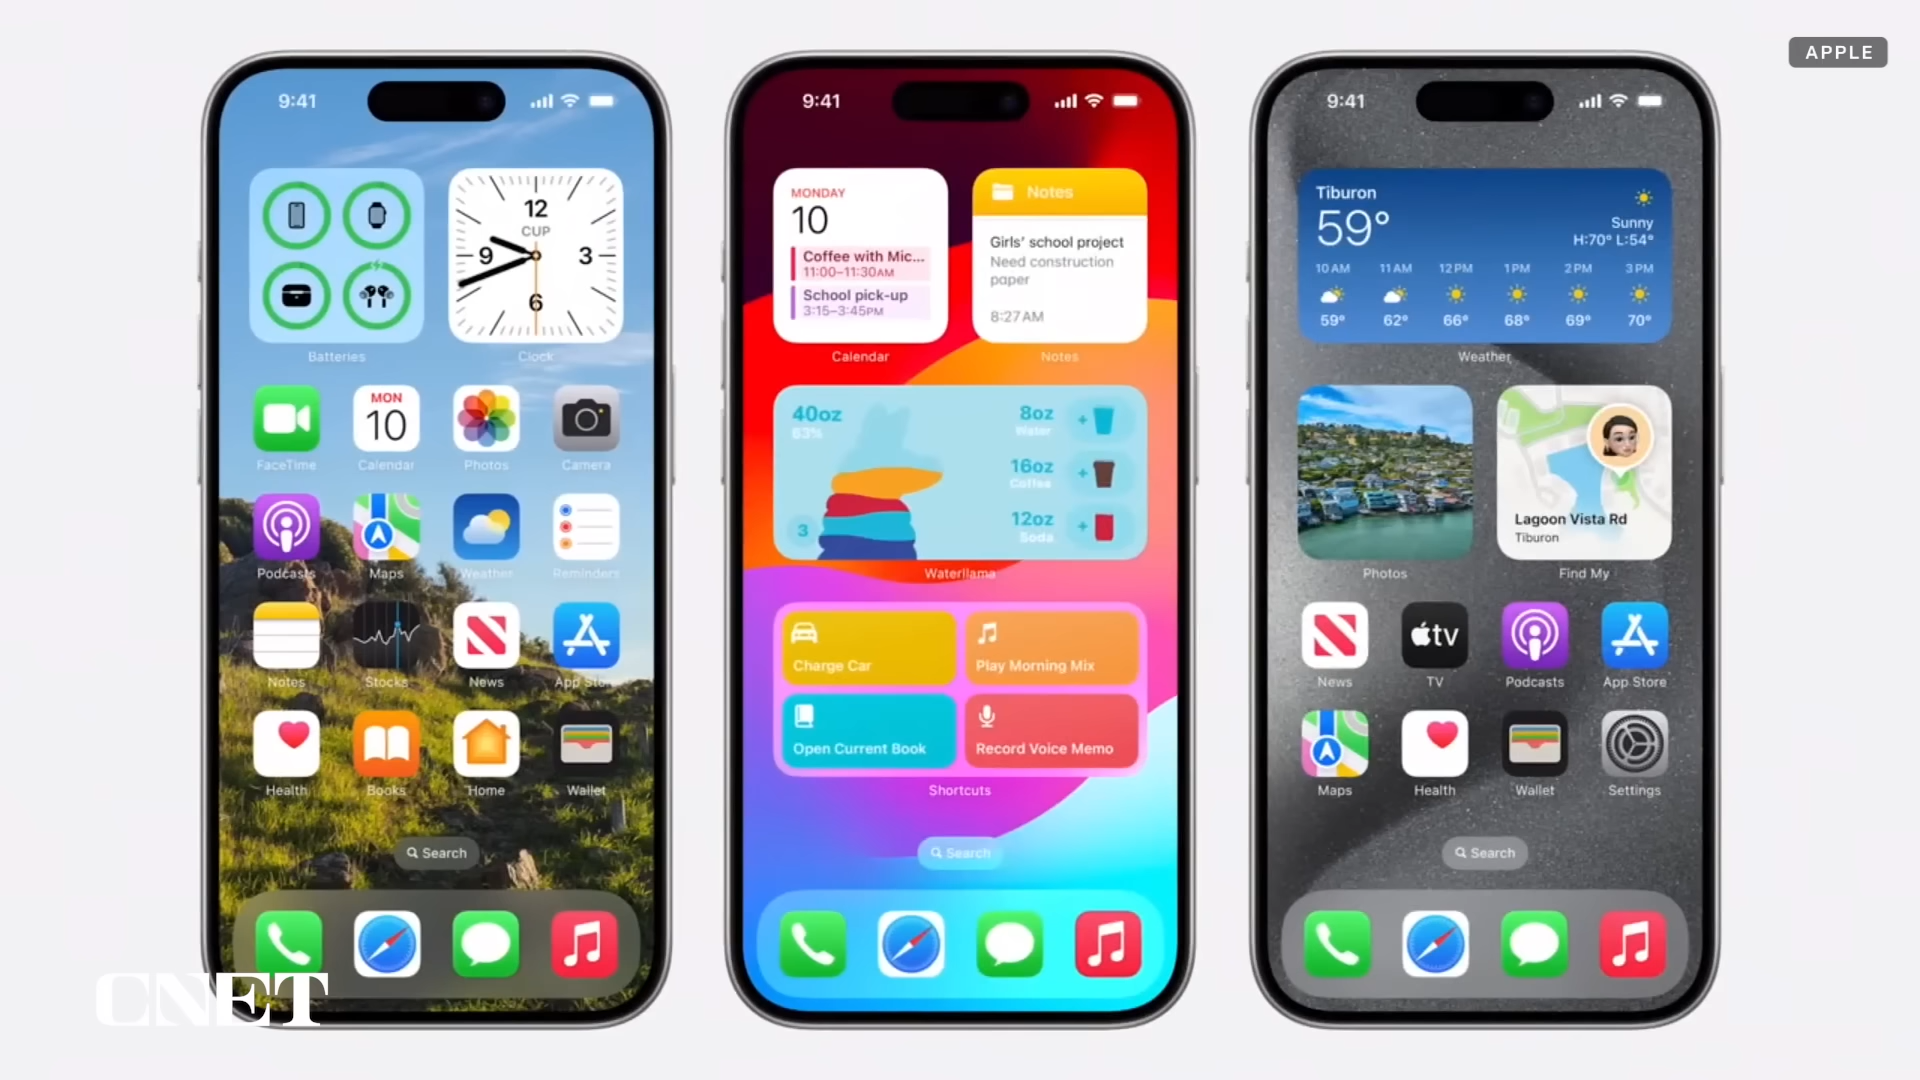 APPLE
9:41
12
CUP
9
3
6
Batteries
Clock
MON
10
FaceTime
Calendar
Photos
Camera
Podcasts
Maps
Weather
Reminders
Notes
Stocks
News
App Store
Health
Books
Home
Wallet
Search
9:41
MONDAY
10
Coffee with Mic...
11:00–11:30AM
School pick-up
3:15–3:45PM
Calendar
Notes
Girls' school project
Need construction
paper
8:27 AM
Notes
40oz
63%
3
8oz
Water
16oz
Coffee
12oz
Soda
Waterllama
Charge Car
Play Morning Mix
Open Current Book
Record Voice Memo
Shortcuts
Search
9:41
Tiburon
59°
Sunny
H:70° L:54°
10 AM 11 AM 12 PM 1 PM 2 PM 3 PM
59° 62° 66° 68° 69° 70°
Weather
Lagoon Vista Rd
Tiburon
Photos
Find My
tv
News
TV
Podcasts
App Store
Maps
Health
Wallet
Settings
Search
CNET